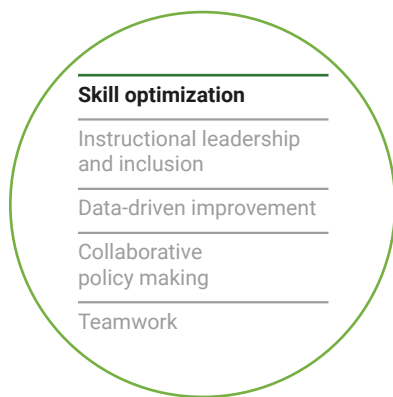 Skill optimization
Instructional leadership
and inclusion
Data-driven improvement
Collaborative
policy making
Teamwork